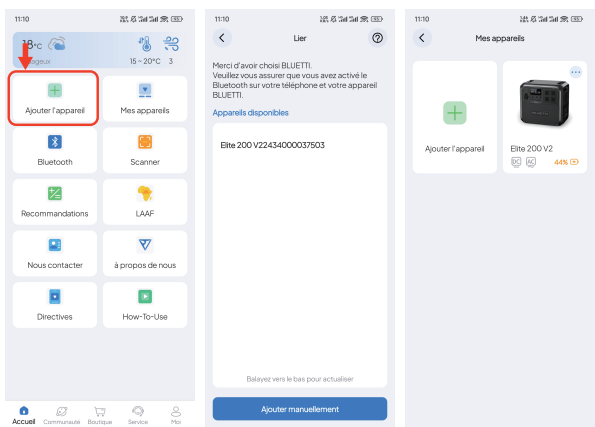 11:10
18°C
15 ~ 20°C 3
Ajouter l'appareil
Mes appareils
Bluetooth
Scanner
Recommandations
LAAF
Nous contacter
à propos de nous
Directives
How-To-Use
Accueil
Communauté
Boutique
Service
Moi
11:10
Lier
Merci d'avoir choisi BLUETTI.
Veuillez vous assurer que vous avez activé le
Bluetooth sur votre téléphone et votre appareil
BLUETTI.
Appareils disponibles
Elite 200 V22434000037503
Balayez vers le bas pour actualiser
Ajouter manuellement
11:10
Mes appareils
Ajouter l'appareil
Elite 200 V2
DC
AC
44%